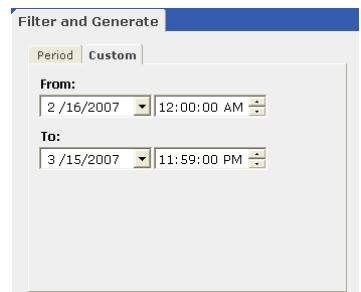 Filter and Generate
Period Custom
From:
2 /16/2007 12:00:00 AM
To:
3 /15/2007 11:59:00 PM